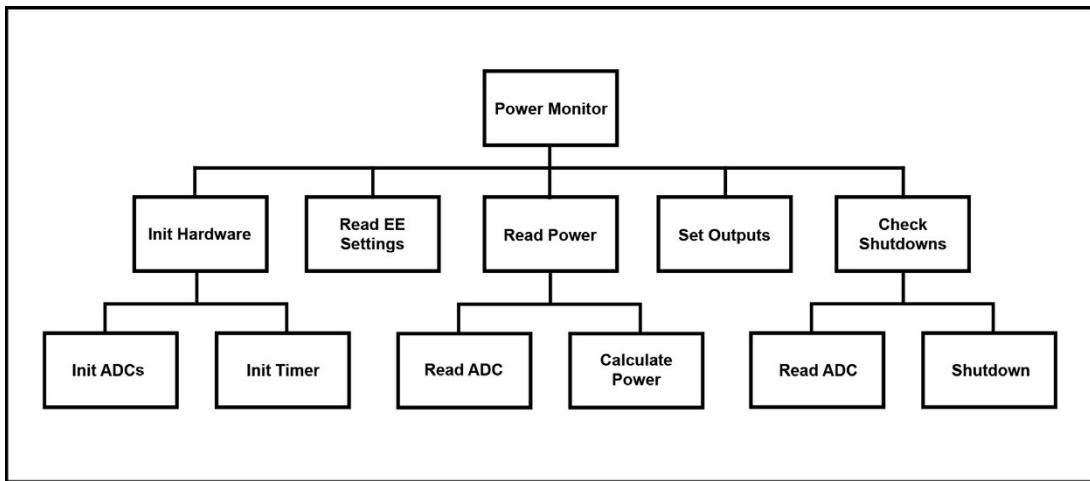 Power Monitor
Init Hardware
Read EE
Settings
Read Power
Set Outputs
Check
Shutdowns
Init ADCs
Init Timer
Read ADC
Calculate
Power
Read ADC
Shutdown